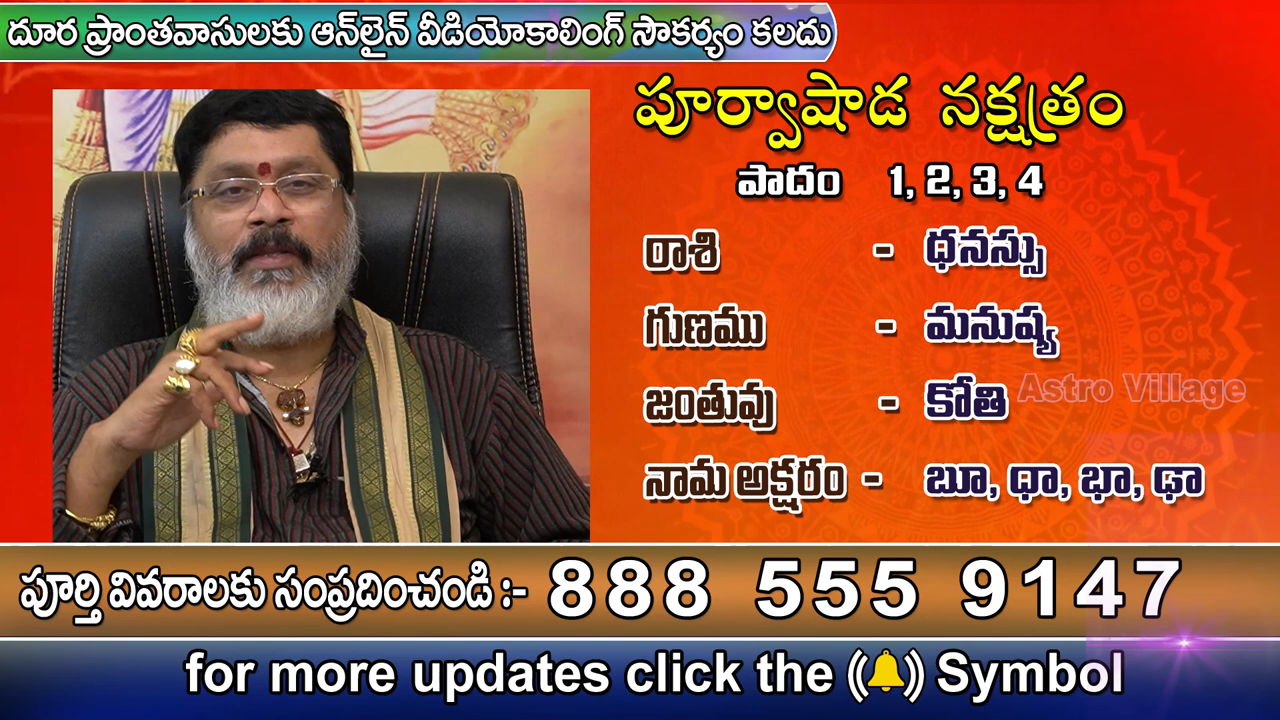 దూర ప్రాంతవాసులకు ఆన్‌లైన్ వీడియోకాలింగ్ సౌకర్యం కలదు
పూర్వాషాడ నక్షత్రం
పాదం 1, 2, 3, 4
రాశి - ధనస్సు
గుణము - మనుష్య
జంతువు - కోతి
Astro Village
నామ అక్షరం - బూ, ధా, భా, ఢా
పూర్తి వివరాలకు సంప్రదించండి :- 888 555 9147
for more updates click the Symbol